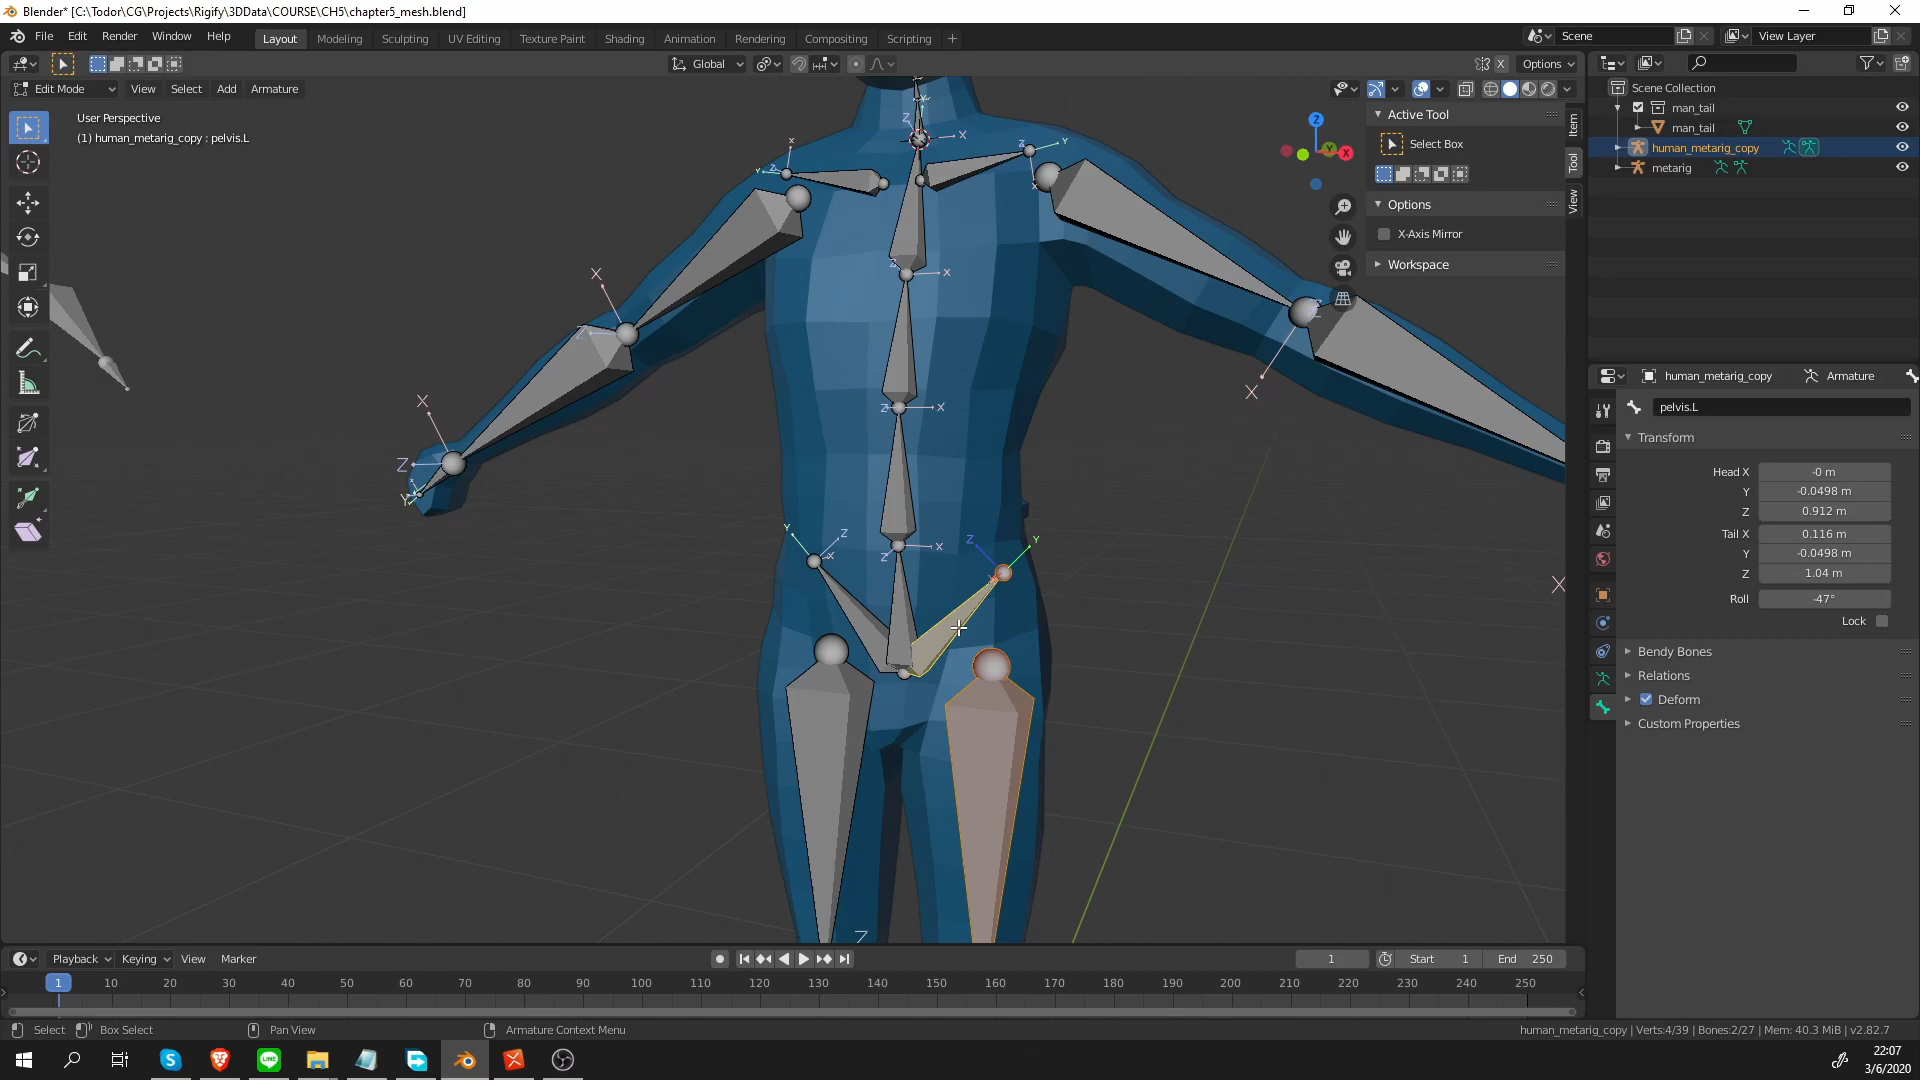 Blender* [C:\Todor\CG\Projects\Rigify\3DData\COURSE\CH5\chapter5_mesh.blend]
File Edit Render Window Help Layout Modeling Sculpting UV Editing Texture Paint Shading Animation Rendering Compositing Scripting + Scene View Layer
Global X Options
Edit Mode View Select Add Armature
User Perspective
(1) human_metarig_copy : pelvis.L
Active Tool
Select Box
Options
X-Axis Mirror
Workspace
Item
Tool
View
Scene Collection
man_tail
man_tail
human_metarig_copy
metarig
human_metarig_copy Armature
pelvis.L
Transform
Head X -0 m
Y -0.0498 m
Z 0.912 m
Tail X 0.116 m
Y -0.0498 m
Z 1.04 m
Roll -47°
Lock
Bendy Bones
Relations
Deform
Custom Properties
Playback Keying View Marker 1 Start 1 End 250
1 10 20 30 40 50 60 70 80 90 100 110 120 130 140 150 160 170 180 190 200 210 220 230 240 250
Select Box Select Pan View Armature Context Menu human_metarig_copy | Verts:4/39 | Bones:2/27 | Mem: 40.3 MiB | v2.82.7
22:07
3/6/2020